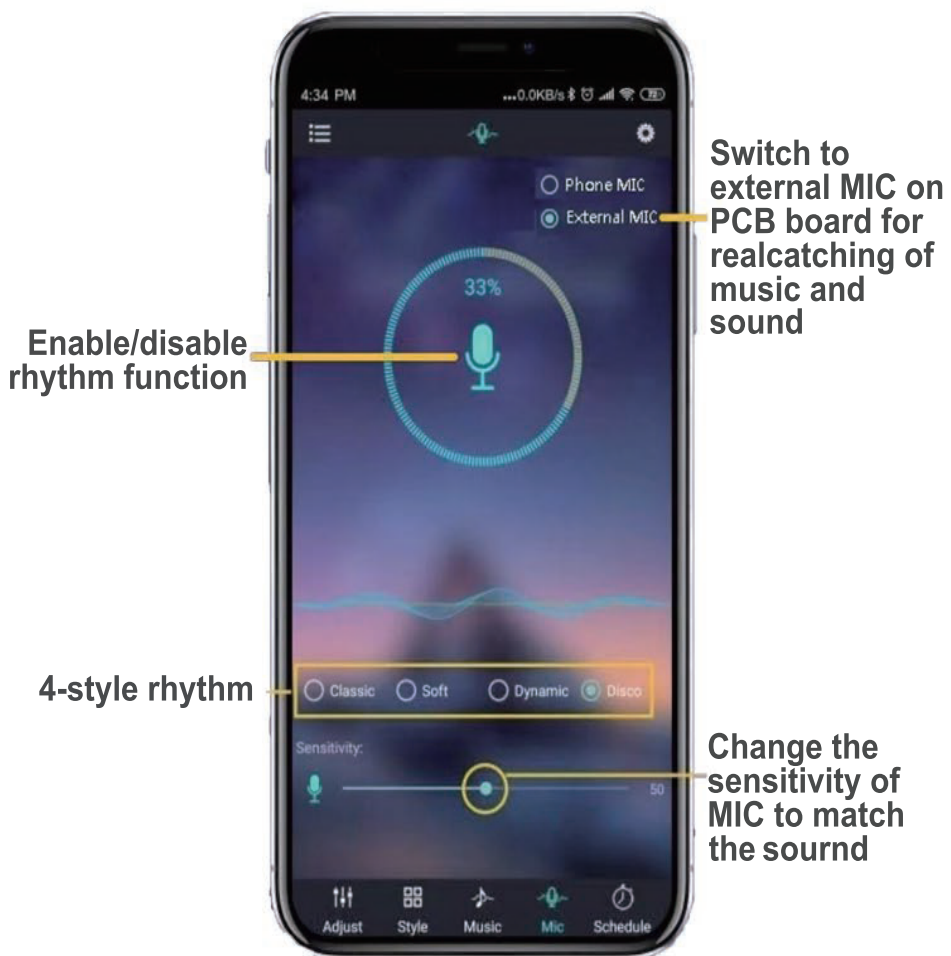 4:34 PM
...0.0KB/s
72
Phone MIC
External MIC
Switch to
external MIC on
PCB board for
realcatching of
music and
sound
33%
Enable/disable
rhythm function
4-style rhythm
Classic
Soft
Dynamic
Disco
Sensitivity:
50
Change the
sensitivity of
MIC to match
the sournd
Adjust
Style
Music
Mic
Schedule